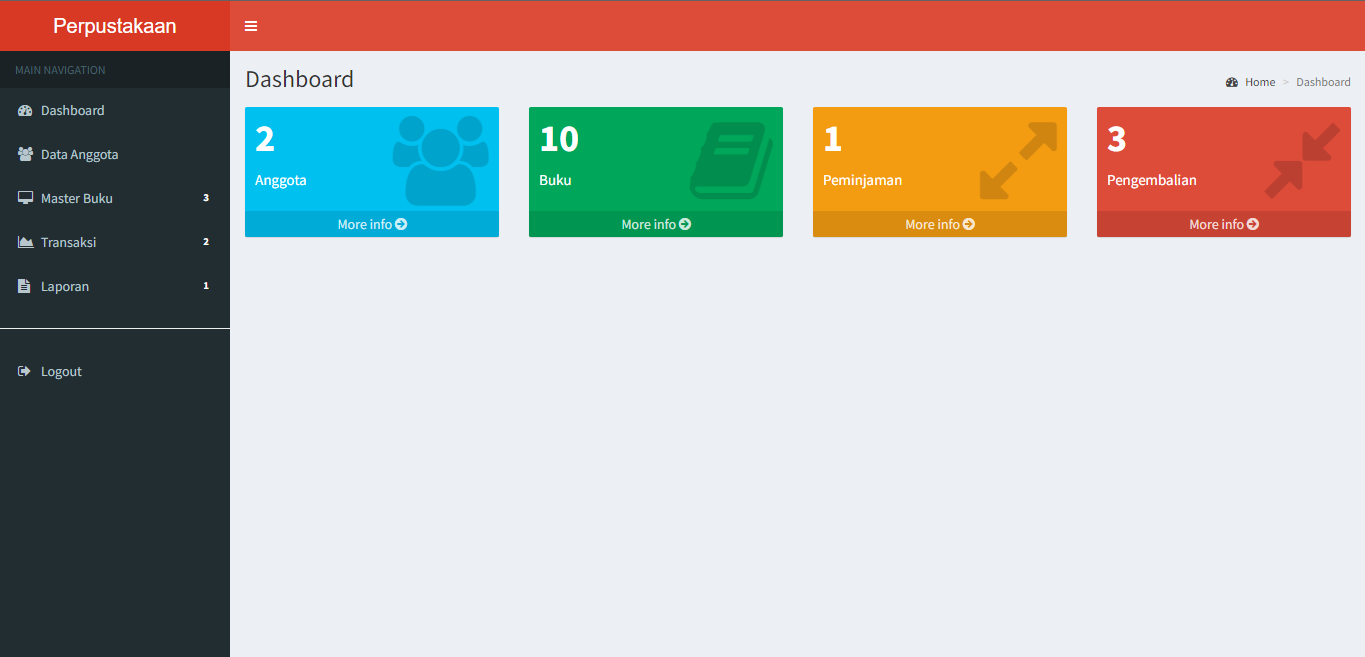 Perpustakaan
MAIN NAVIGATION
Dashboard
Data Anggota
Master Buku 3
Transaksi 2
Laporan 1
Logout
Dashboard
Home > Dashboard
2
Anggota
More info
10
Buku
More info
1
Peminjaman
More info
3
Pengembalian
More info